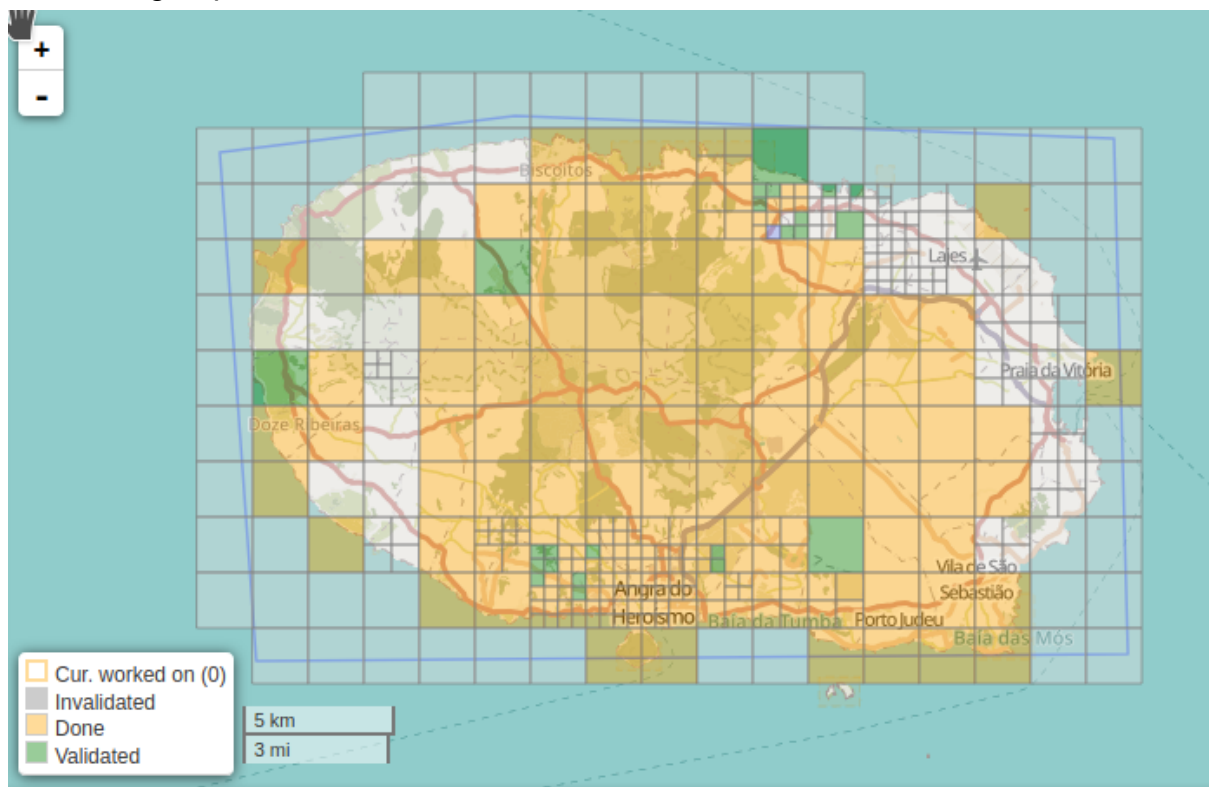 +
-
Biscoitos
Lajes
Praia da Vitória
Doze Ribeiras
Vila de São
Sebastião
Angra do
Heroísmo
Baía da Tumba
Porto Judeu
Baía das Mós
Cur. worked on (0)
Invalidated
Done
Validated
5 km
3 mi